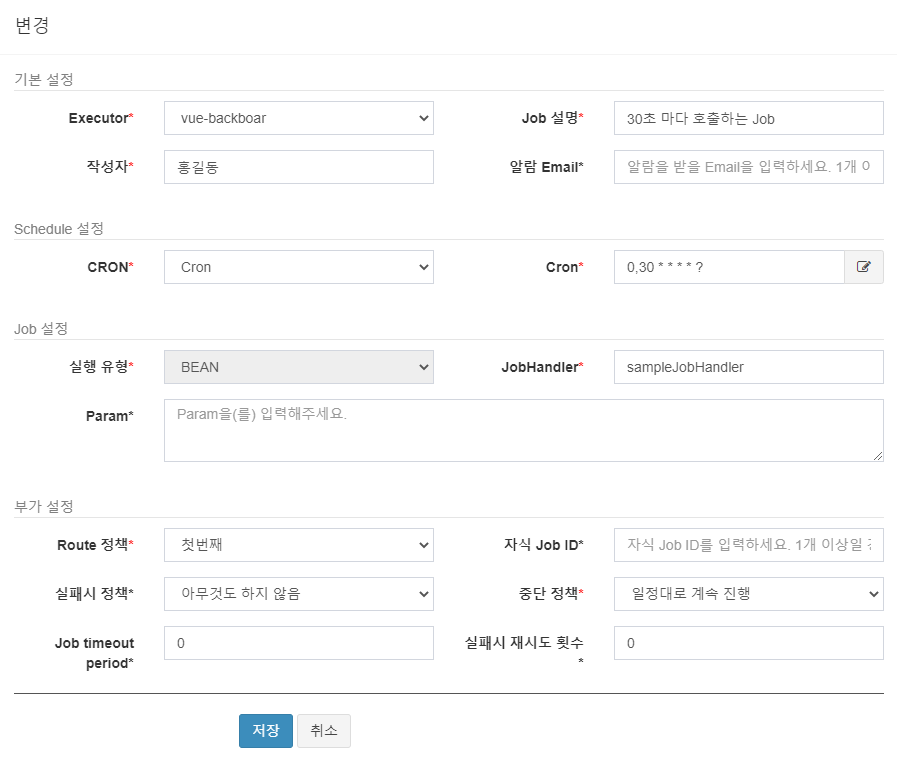 변경
기본 설정
Executor* vue-backboar Job 설명* 30초 마다 호출하는 Job
작성자* 홍길동 알람 Email* 알람을 받을 Email을 입력하세요. 1개 이
Schedule 설정
CRON* Cron Cron* 0,30 * * * * ?
Job 설정
실행 유형* BEAN JobHandler* sampleJobHandler
Param* Param을(를) 입력해주세요.
부가 설정
Route 정책* 첫번째 자식 Job ID* 자식 Job ID를 입력하세요. 1개 이상일
실패시 정책* 아무것도 하지 않음 중단 정책* 일정대로 계속 진행
Job timeout period* 0 실패시 재시도 횟수* 0
저장 취소